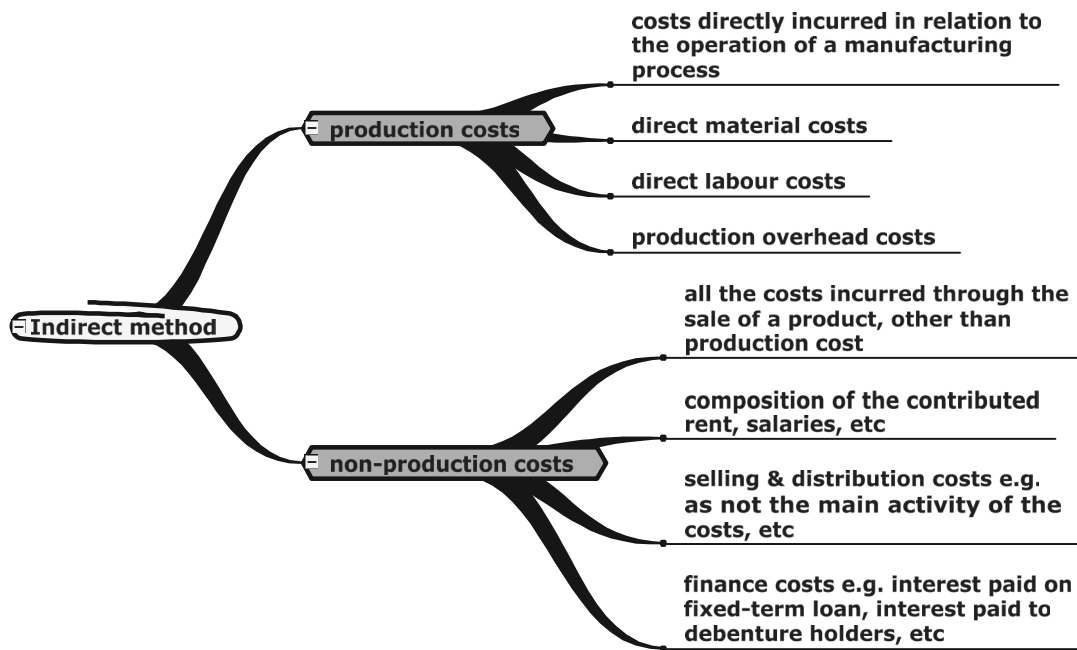 costs directly incurred in relation to
the operation of a manufacturing
process
production costs
direct material costs
direct labour costs
production overhead costs
Indirect method
all the costs incurred through the
sale of a product, other than
production cost
composition of the contributed
rent, salaries, etc
non-production costs
selling & distribution costs e.g.
as not the main activity of the
costs, etc
finance costs e.g. interest paid on
fixed-term loan, interest paid to
debenture holders, etc